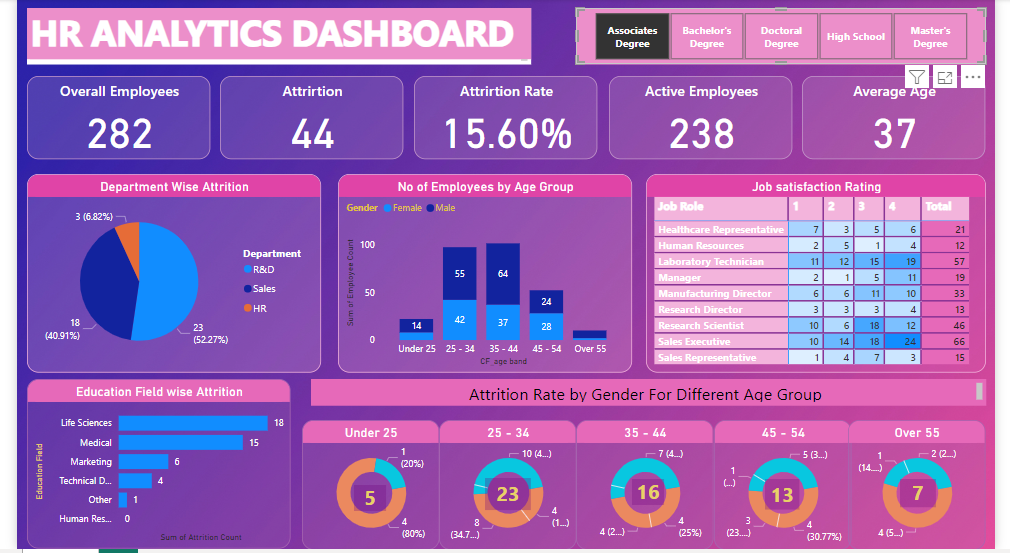 HR ANALYTICS DASHBOARD
Associates Degree
Bachelor's Degree
Doctoral Degree
High School
Master's Degree
Overall Employees
282
Attrirtion
44
Attrirtion Rate
15.60%
Active Employees
238
Average Age
37
Department Wise Attrition
3 (6.82%)
18 (40.91%)
23 (52.27%)
Department
R&D
Sales
HR
No of Employees by Age Group
Gender Female Male
Sum of Employee Count
100
50
0
14
55
42
64
37
24
28
Under 25 25 - 34 35 - 44 45 - 54 Over 55
CF_age band
Job satisfaction Rating
Job Role 1 2 3 4 Total
Healthcare Representative 7 3 5 6 21
Human Resources 2 5 1 4 12
Laboratory Technician 11 12 15 19 57
Manager 2 1 5 11 19
Manufacturing Director 6 6 11 10 33
Research Director 3 3 3 4 13
Research Scientist 10 6 18 12 46
Sales Executive 10 14 18 24 66
Sales Representative 1 4 7 3 15
Education Field wise Attrition
Education Field
Life Sciences 18
Medical 15
Marketing 6
Technical D... 4
Other 1
Human Res... 0
Sum of Attrition Count
Attrition Rate by Gender For Different Age Group
Under 25
1 (20%)
5
4 (80%)
25 - 34
10 (4...)
23
8 (34.7...)
4 (1...)
35 - 44
7 (4...)
16
4 (2...)
4 (25%)
45 - 54
5 (3...)
1 (...)
13
3 (23....)
4 (30.77%)
Over 55
2 (2...)
1 (14....)
7
4 (5...)